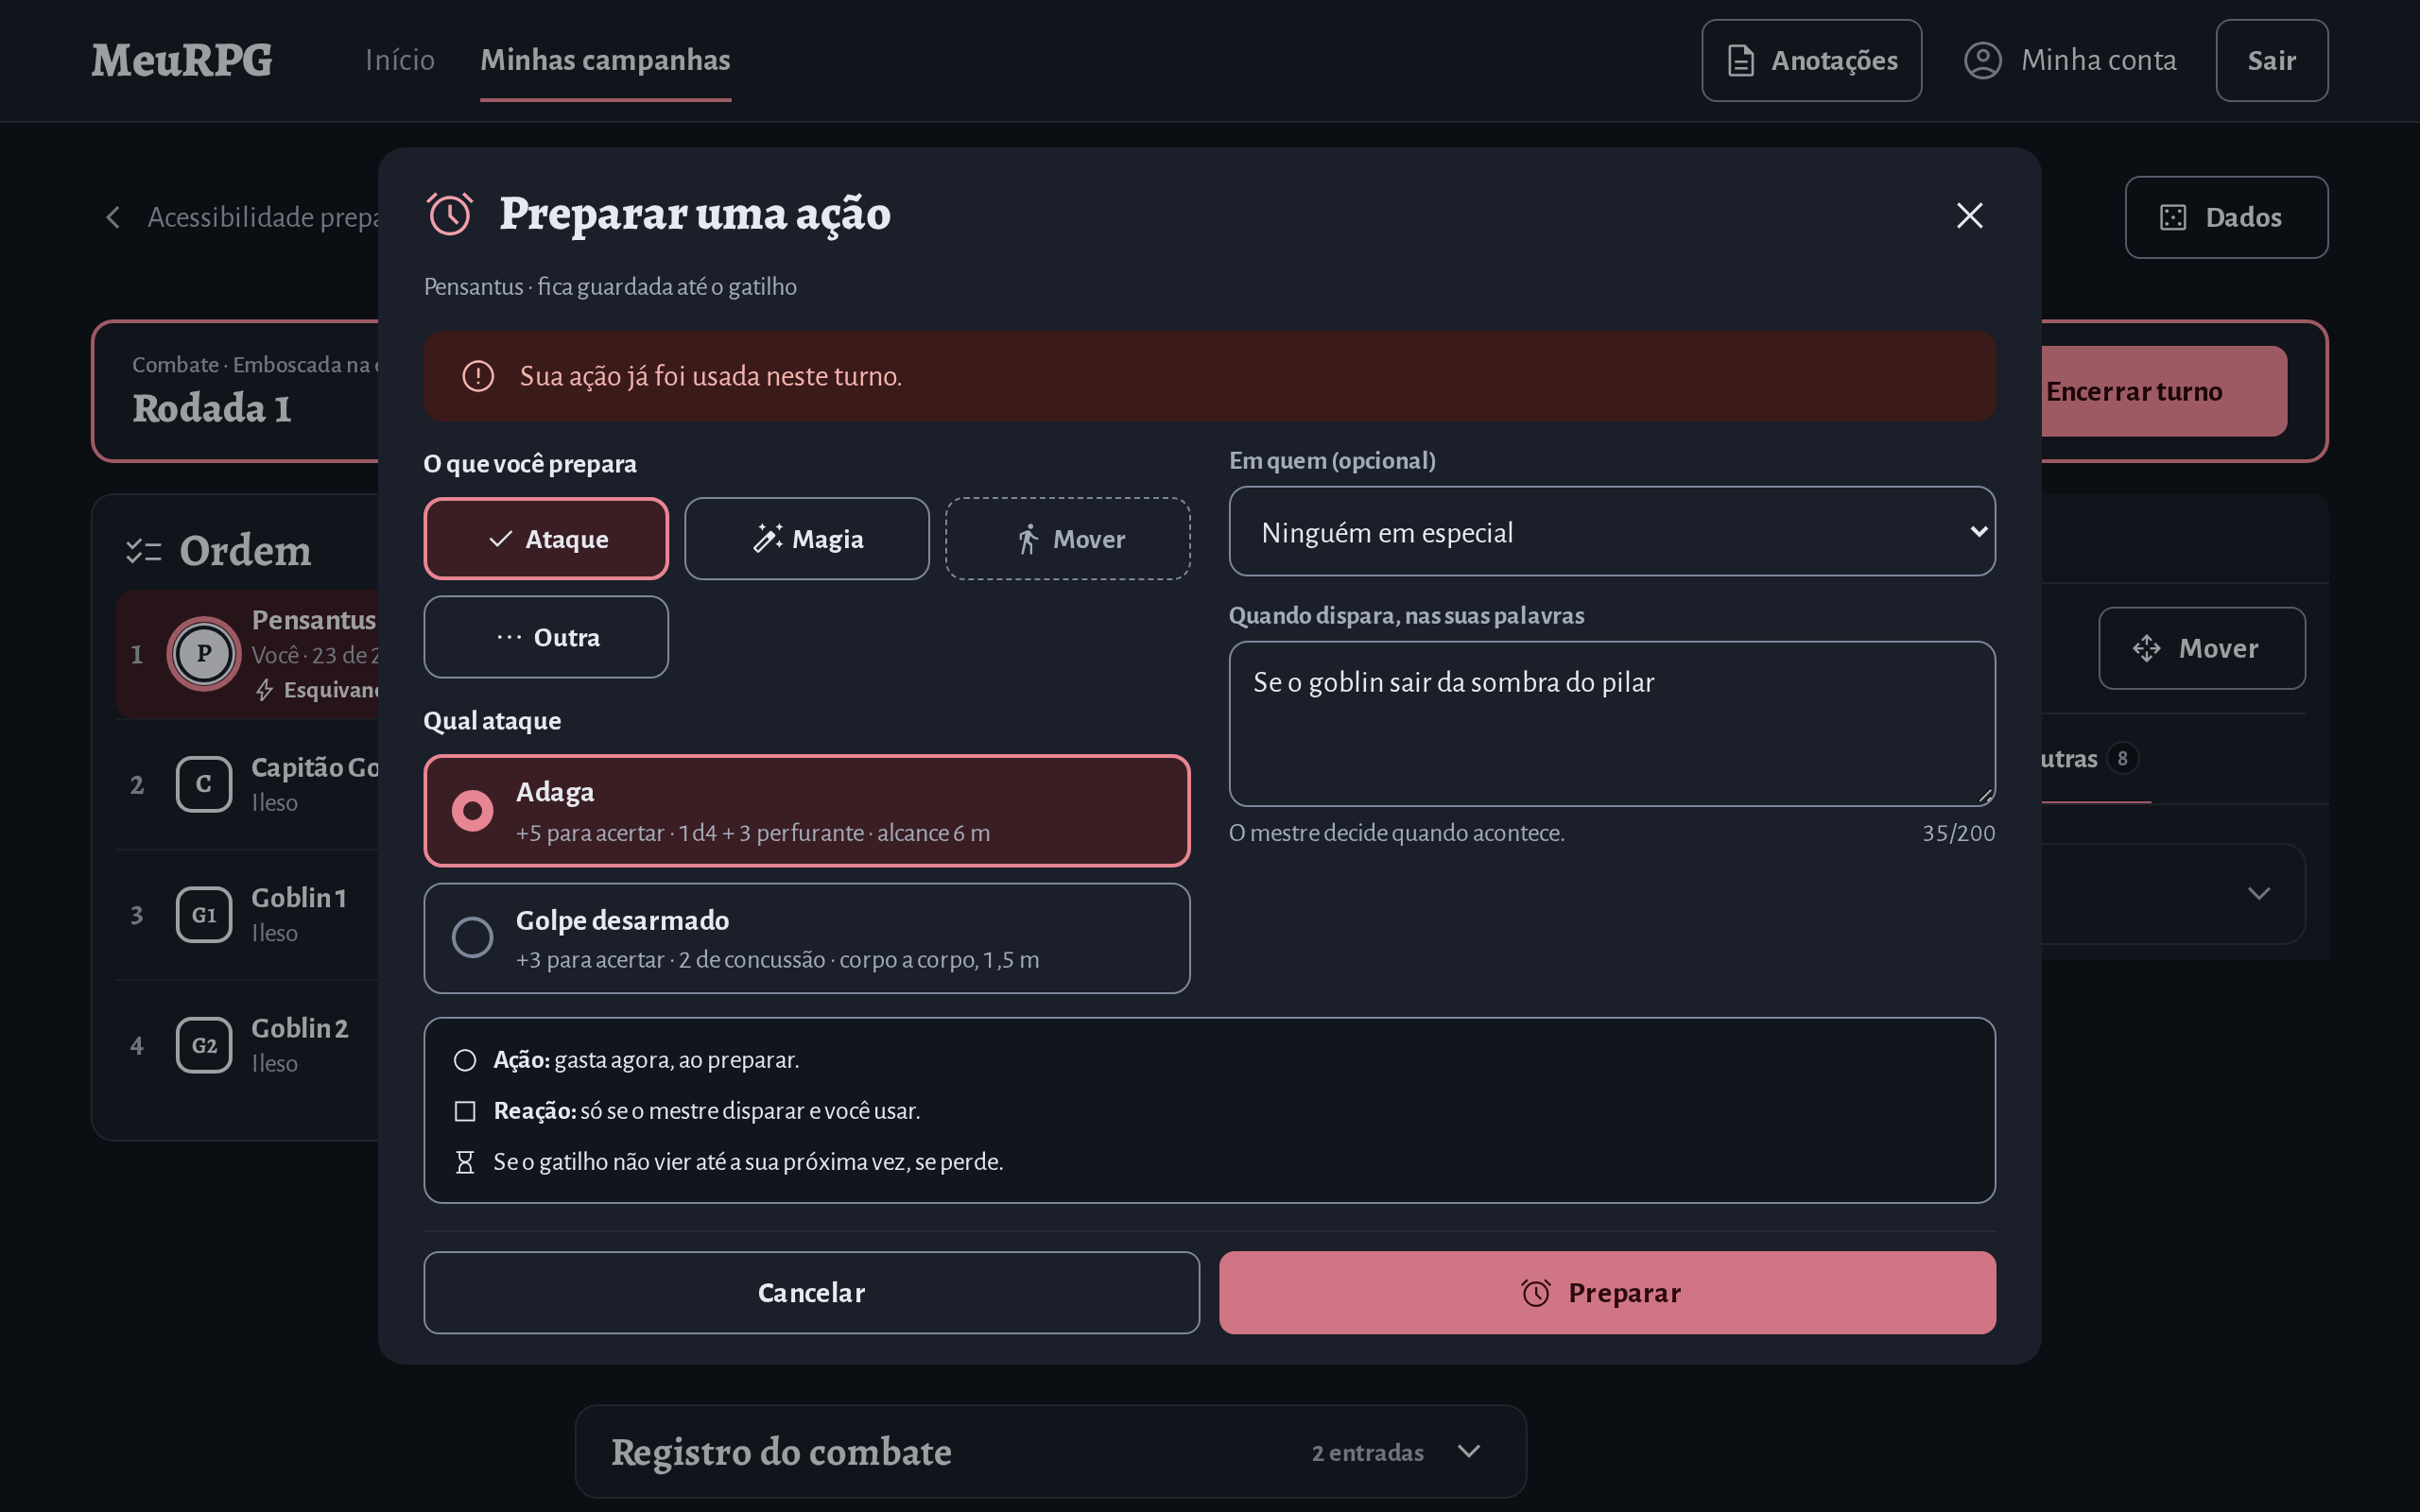 MeuRPG
Início
Minhas campanhas
Anotações
Minha conta
Sair
Acessibilidade prepa
Dados
Combate · Emboscada na
Rodada 1
Encerrar turno
Ordem
1
P
Pensantus
Você · 23 de 2
Esquivand
2
C
Capitão Go
Ileso
3
G1
Goblin 1
Ileso
4
G2
Goblin 2
Ileso
Mover
utras 8
Preparar uma ação
Pensantus · fica guardada até o gatilho
Sua ação já foi usada neste turno.
O que você prepara
Ataque
Magia
Mover
Outra
Qual ataque
Adaga
+5 para acertar · 1d4 + 3 perfurante · alcance 6 m
Golpe desarmado
+3 para acertar · 2 de concussão · corpo a corpo, 1,5 m
Em quem (opcional)
Ninguém em especial
Quando dispara, nas suas palavras
Se o goblin sair da sombra do pilar
O mestre decide quando acontece.
35/200
Ação: gasta agora, ao preparar.
Reação: só se o mestre disparar e você usar.
Se o gatilho não vier até a sua próxima vez, se perde.
Cancelar
Preparar
Registro do combate
2 entradas